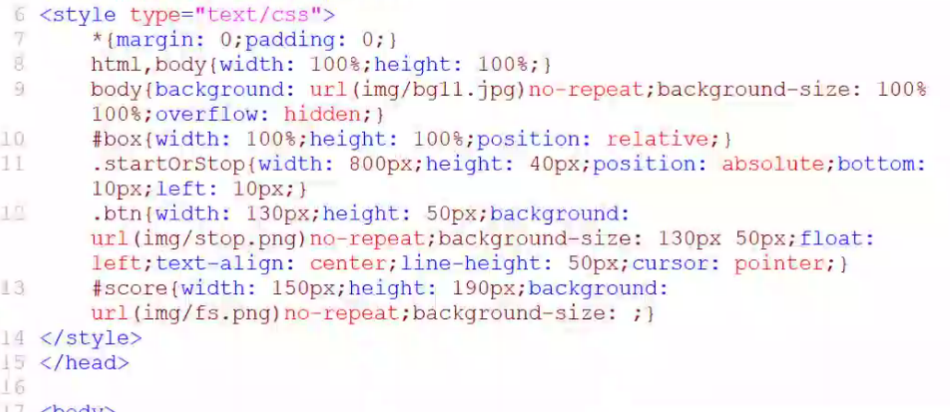 6 <style type="text/css">
7 *{margin: 0;padding: 0;}
8 html,body{width: 100%;height: 100%;}
9 body{background: url(img/bg11.jpg)no-repeat;background-size: 100%
100%;overflow: hidden;}
10 #box{width: 100%;height: 100%;position: relative;}
11 .startOrStop{width: 800px;height: 40px;position: absolute;bottom:
10px;left: 10px;}
12 .btn{width: 130px;height: 50px;background:
url(img/stop.png)no-repeat;background-size: 130px 50px;float:
left;text-align: center;line-height: 50px;cursor: pointer;}
13 #score{width: 150px;height: 190px;background:
url(img/fs.png)no-repeat;background-size: ;}
14 </style>
15 </head>
16
17 <body>